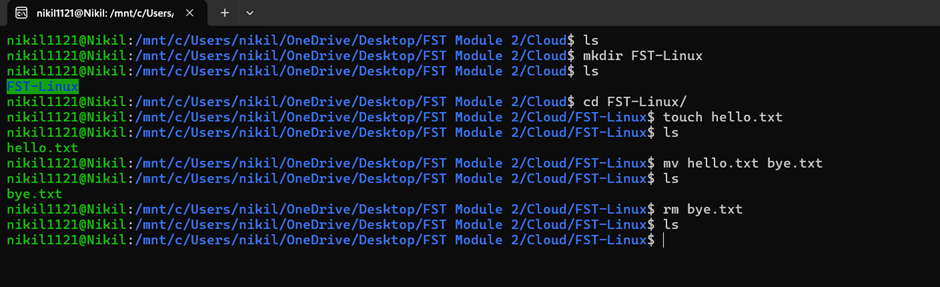 nikil1121@Nikil: /mnt/c/Users/
nikil1121@Nikil:/mnt/c/Users/nikil/OneDrive/Desktop/FST Module 2/Cloud$ ls
nikil1121@Nikil:/mnt/c/Users/nikil/OneDrive/Desktop/FST Module 2/Cloud$ mkdir FST-Linux
nikil1121@Nikil:/mnt/c/Users/nikil/OneDrive/Desktop/FST Module 2/Cloud$ ls
FST-Linux
nikil1121@Nikil:/mnt/c/Users/nikil/OneDrive/Desktop/FST Module 2/Cloud$ cd FST-Linux/
nikil1121@Nikil:/mnt/c/Users/nikil/OneDrive/Desktop/FST Module 2/Cloud/FST-Linux$ touch hello.txt
nikil1121@Nikil:/mnt/c/Users/nikil/OneDrive/Desktop/FST Module 2/Cloud/FST-Linux$ ls
hello.txt
nikil1121@Nikil:/mnt/c/Users/nikil/OneDrive/Desktop/FST Module 2/Cloud/FST-Linux$ mv hello.txt bye.txt
nikil1121@Nikil:/mnt/c/Users/nikil/OneDrive/Desktop/FST Module 2/Cloud/FST-Linux$ ls
bye.txt
nikil1121@Nikil:/mnt/c/Users/nikil/OneDrive/Desktop/FST Module 2/Cloud/FST-Linux$ rm bye.txt
nikil1121@Nikil:/mnt/c/Users/nikil/OneDrive/Desktop/FST Module 2/Cloud/FST-Linux$ ls
nikil1121@Nikil:/mnt/c/Users/nikil/OneDrive/Desktop/FST Module 2/Cloud/FST-Linux$